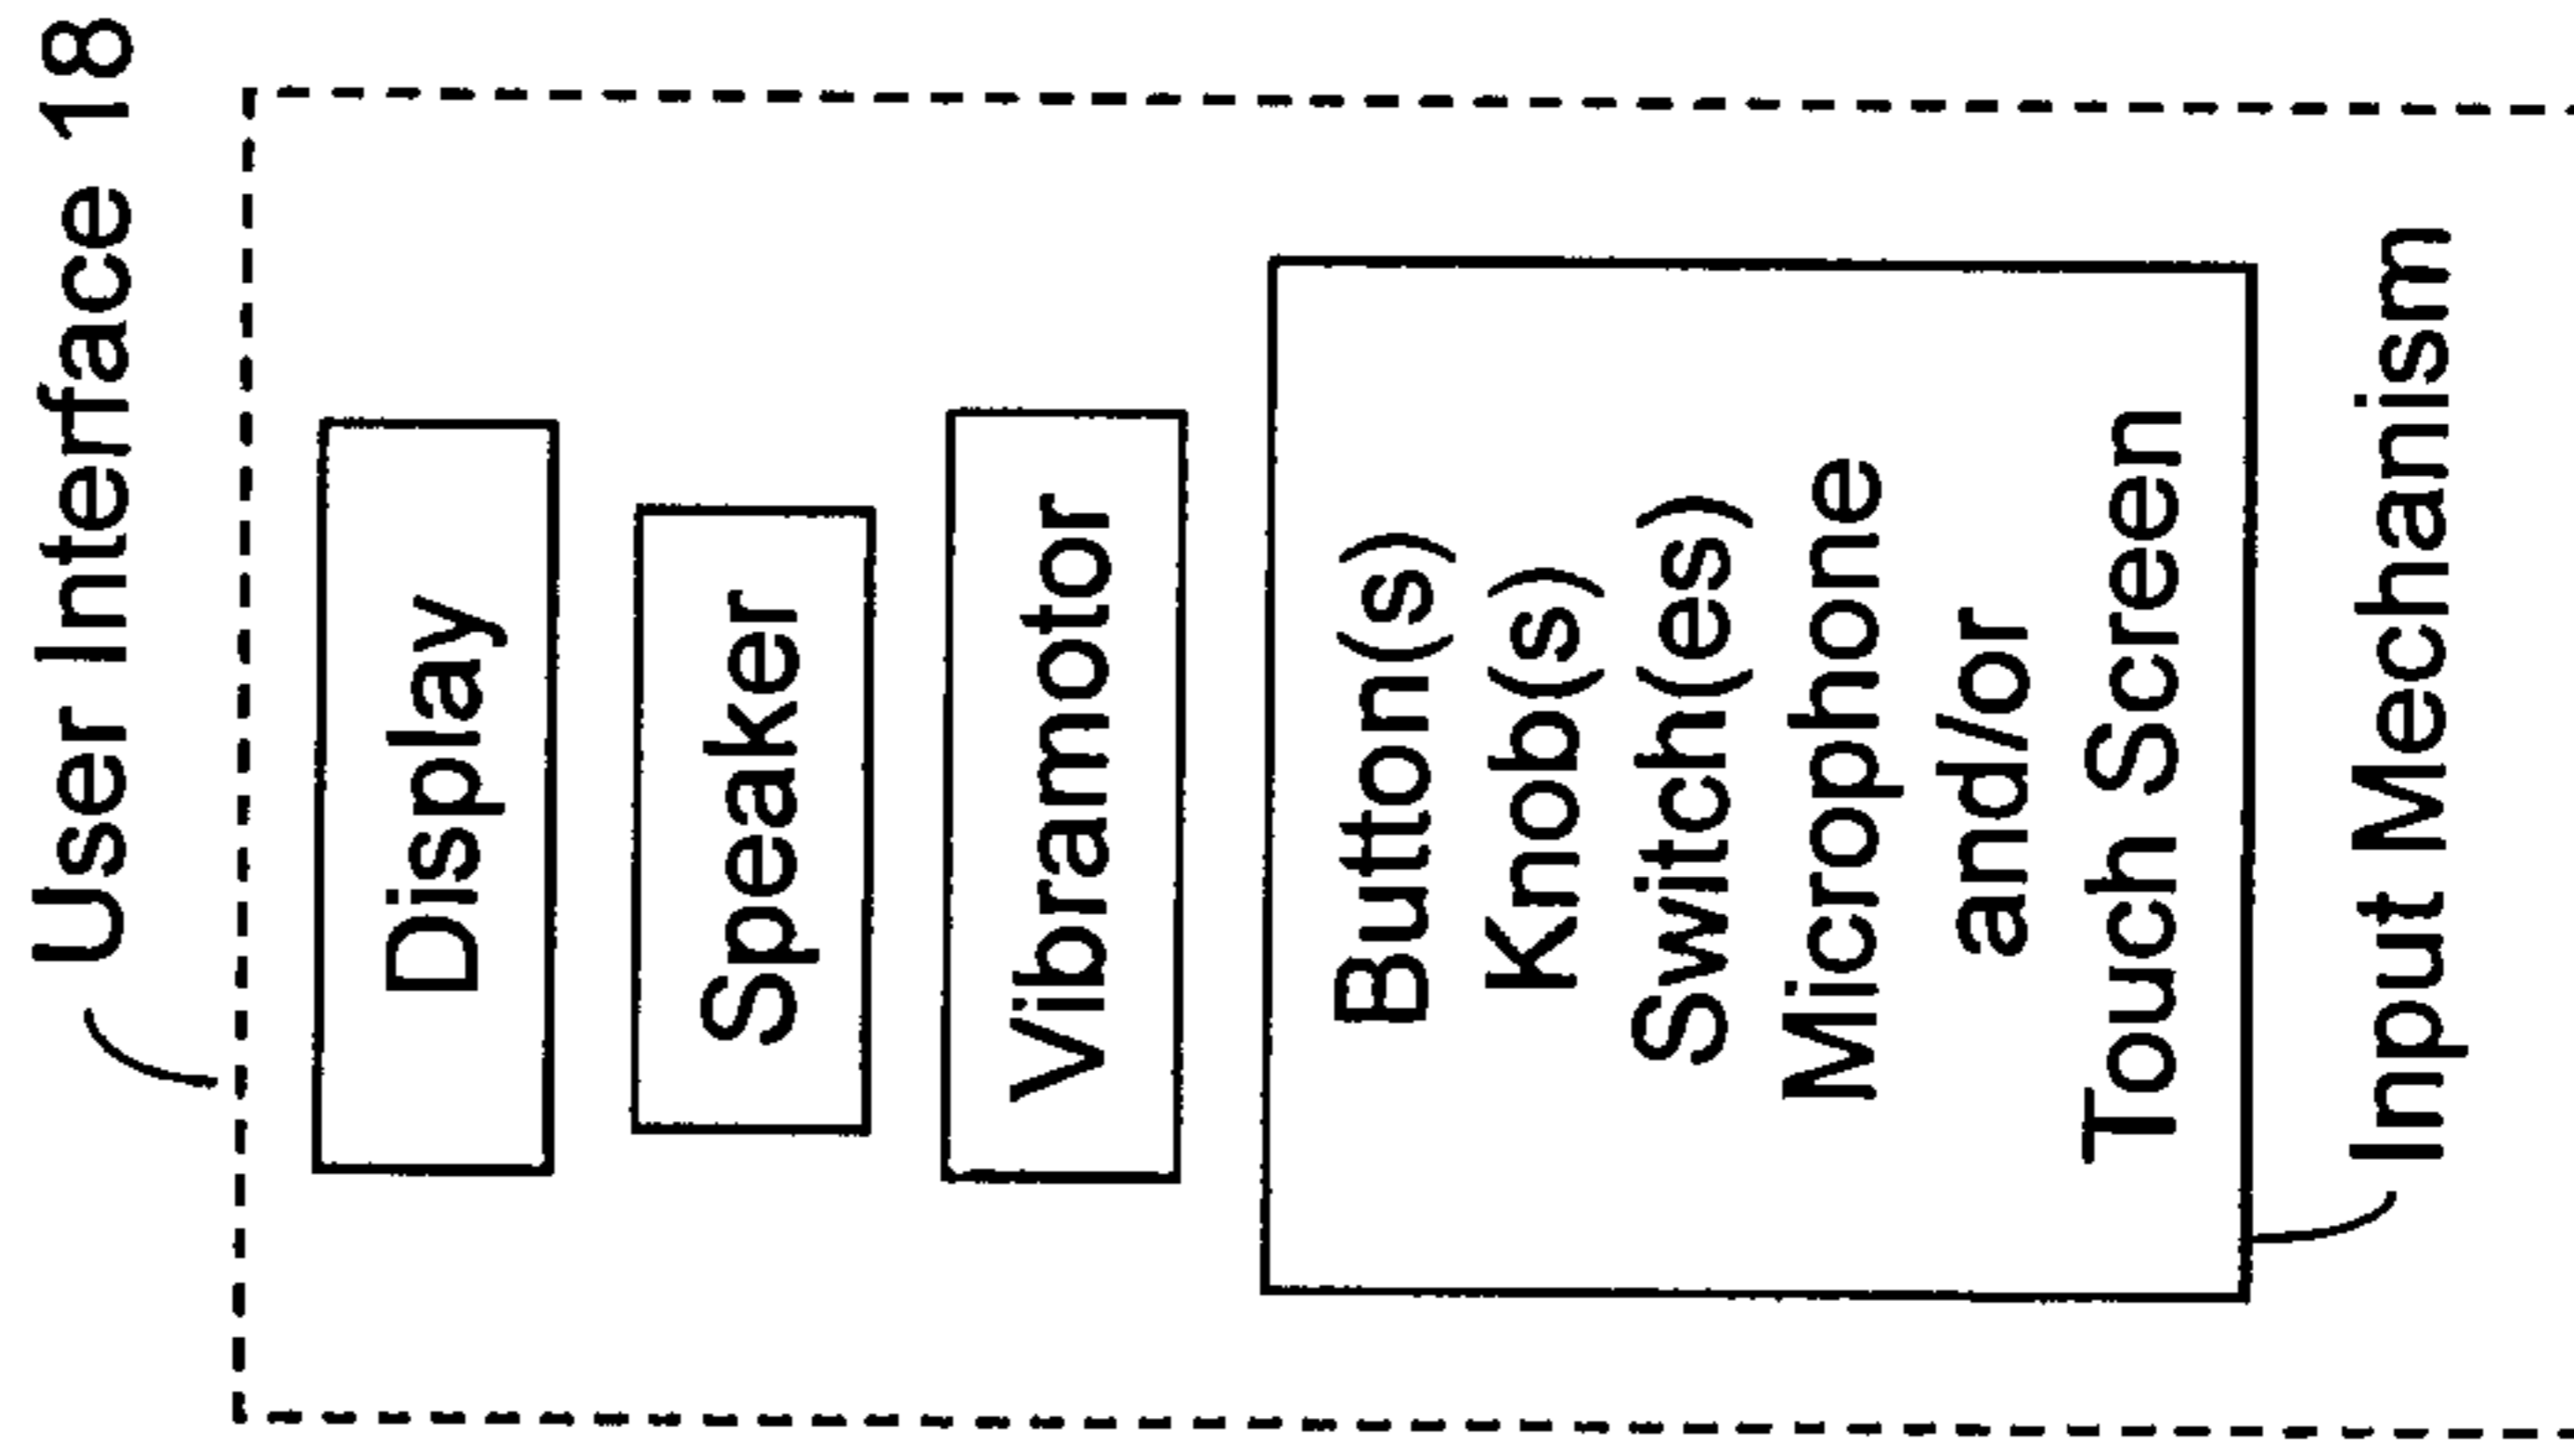 User Interface 18
Display
Speaker
Vibramotor
Button(s)
Knob(s)
Switch(es)
Microphone
and/or
Touch Screen
Input Mechanism